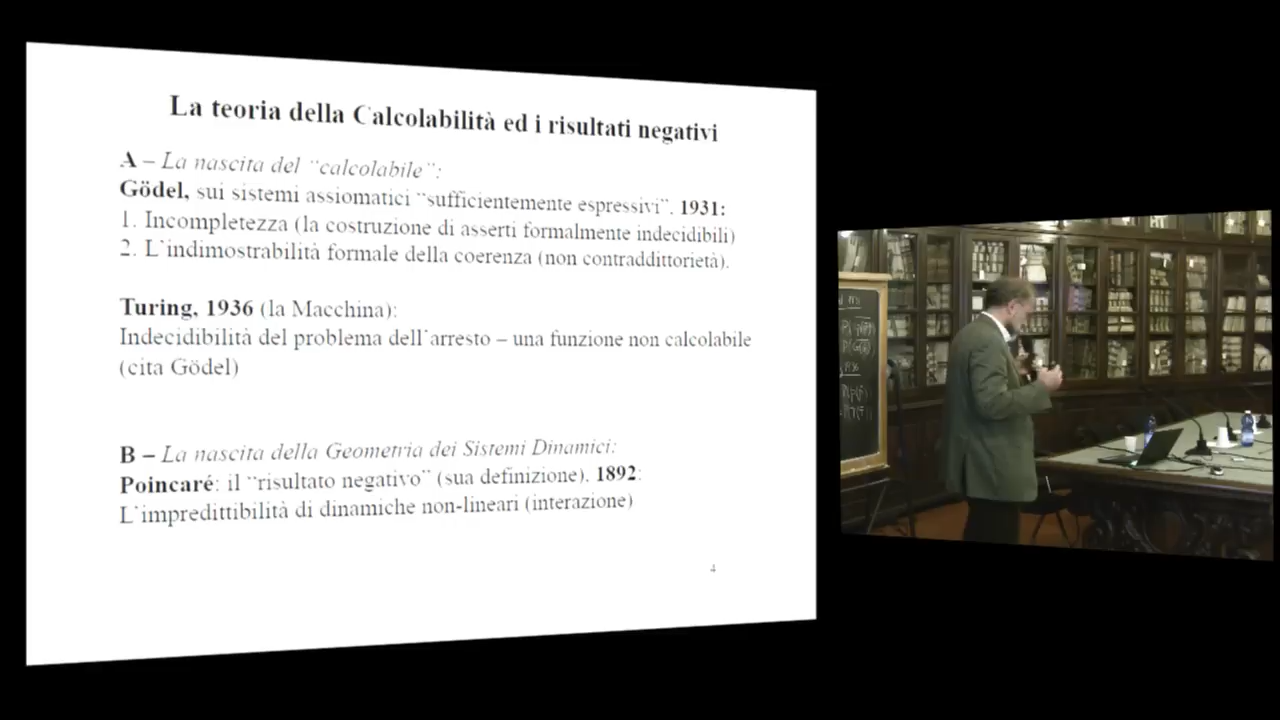 La teoria della Calcolabilità ed i risultati negativi
A – La nascita del “calcolabile”:
Gödel, sui sistemi assiomatici “sufficientemente espressivi”. 1931:
1. Incompletezza (la costruzione di asserti formalmente indecidibili)
2. L'indimostrabilità formale della coerenza (non contraddittorietà).
Turing, 1936 (la Macchina):
Indecidibilità del problema dell'arresto – una funzione non calcolabile
(cita Gödel)
B – La nascita della Geometria dei Sistemi Dinamici:
Poincaré: il “risultato negativo” (sua definizione). 1892:
L'impredittibilità di dinamiche non-lineari (interazione)
4